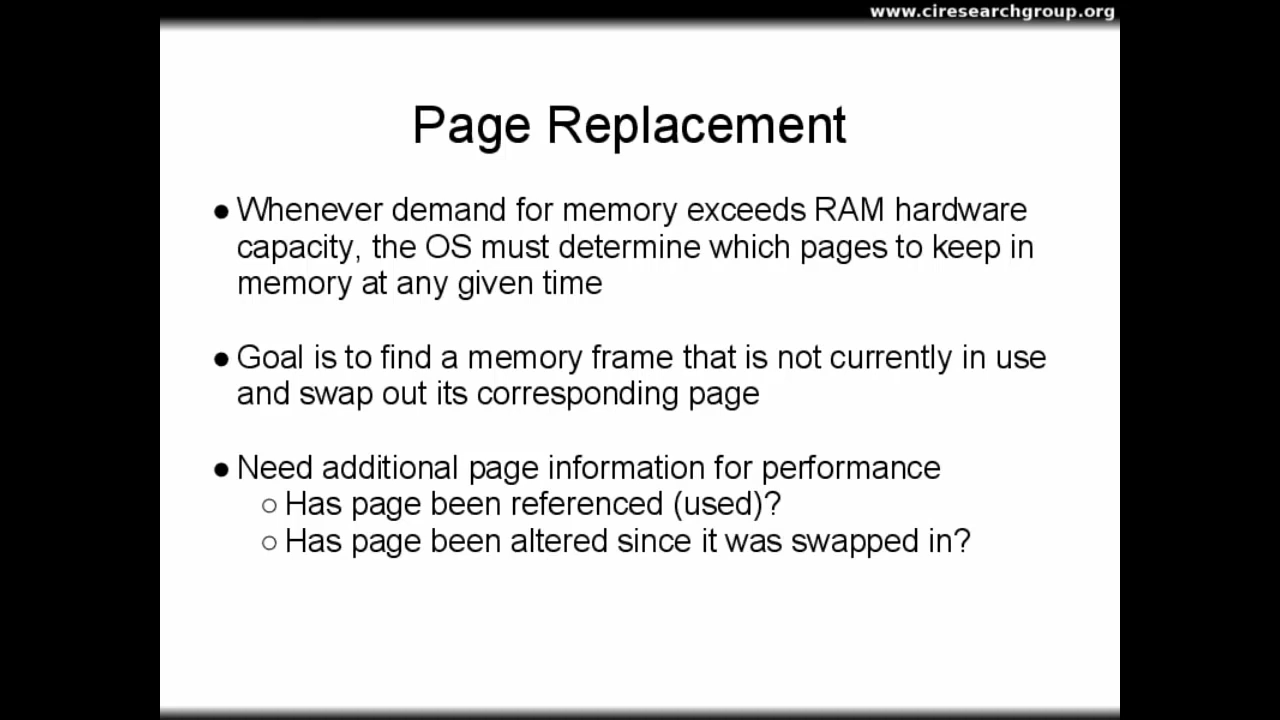 www.ciresearchgroup.org
Page Replacement
● Whenever demand for memory exceeds RAM hardware
capacity, the OS must determine which pages to keep in
memory at any given time
● Goal is to find a memory frame that is not currently in use
and swap out its corresponding page
● Need additional page information for performance
○ Has page been referenced (used)?
○ Has page been altered since it was swapped in?